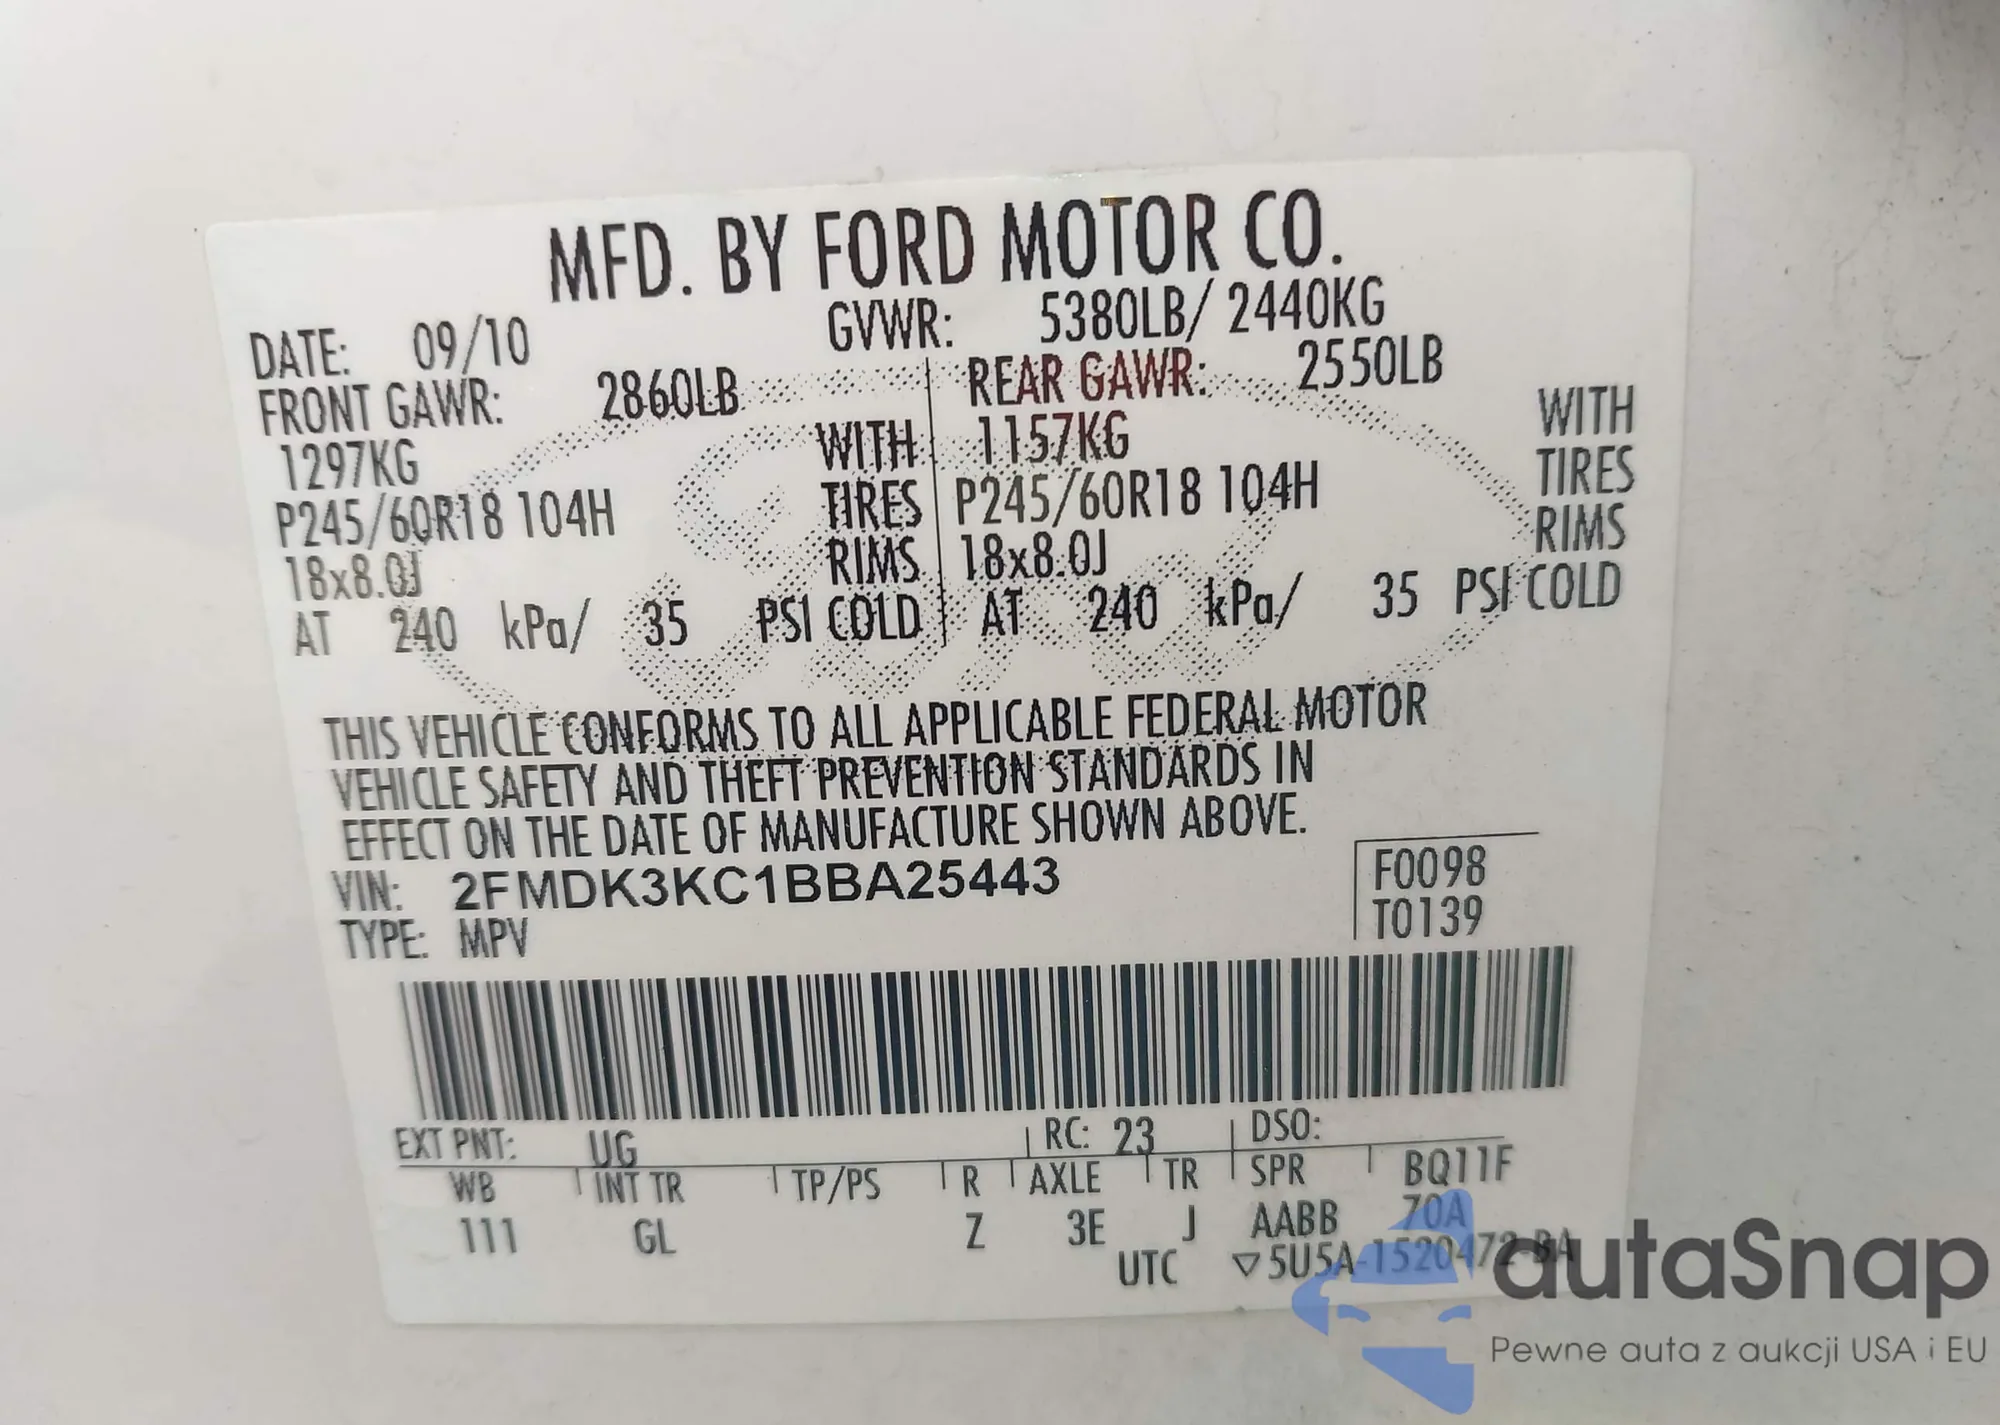 MFD. BY FORD MOTOR CO.
DATE: 09/10 GVWR: 5380LB/ 2440KG
FRONT GAWR: 2860LB REAR GAWR: 2550LB
1297KG WITH 1157KG WITH
P245/60R18 104H TIRES P245/60R18 104H TIRES
18x8.0J RIMS 18x8.0J RIMS
AT 240 kPa/ 35 PSI COLD AT 240 kPa/ 35 PSI COLD
THIS VEHICLE CONFORMS TO ALL APPLICABLE FEDERAL MOTOR
VEHICLE SAFETY AND THEFT PREVENTION STANDARDS IN
EFFECT ON THE DATE OF MANUFACTURE SHOWN ABOVE.
VIN: 2FMDK3KC1BBA25443 F0098
TYPE: MPV T0139
EXT PNT: UG RC: 23 DSO:
WB INT TR TP/PS R AXLE TR SPR BQ11F
111 GL Z 3E J AABB 70A
UTC ▽5U5A-1520472-BA
autaSnap
Pewne auta z aukcji USA i EU